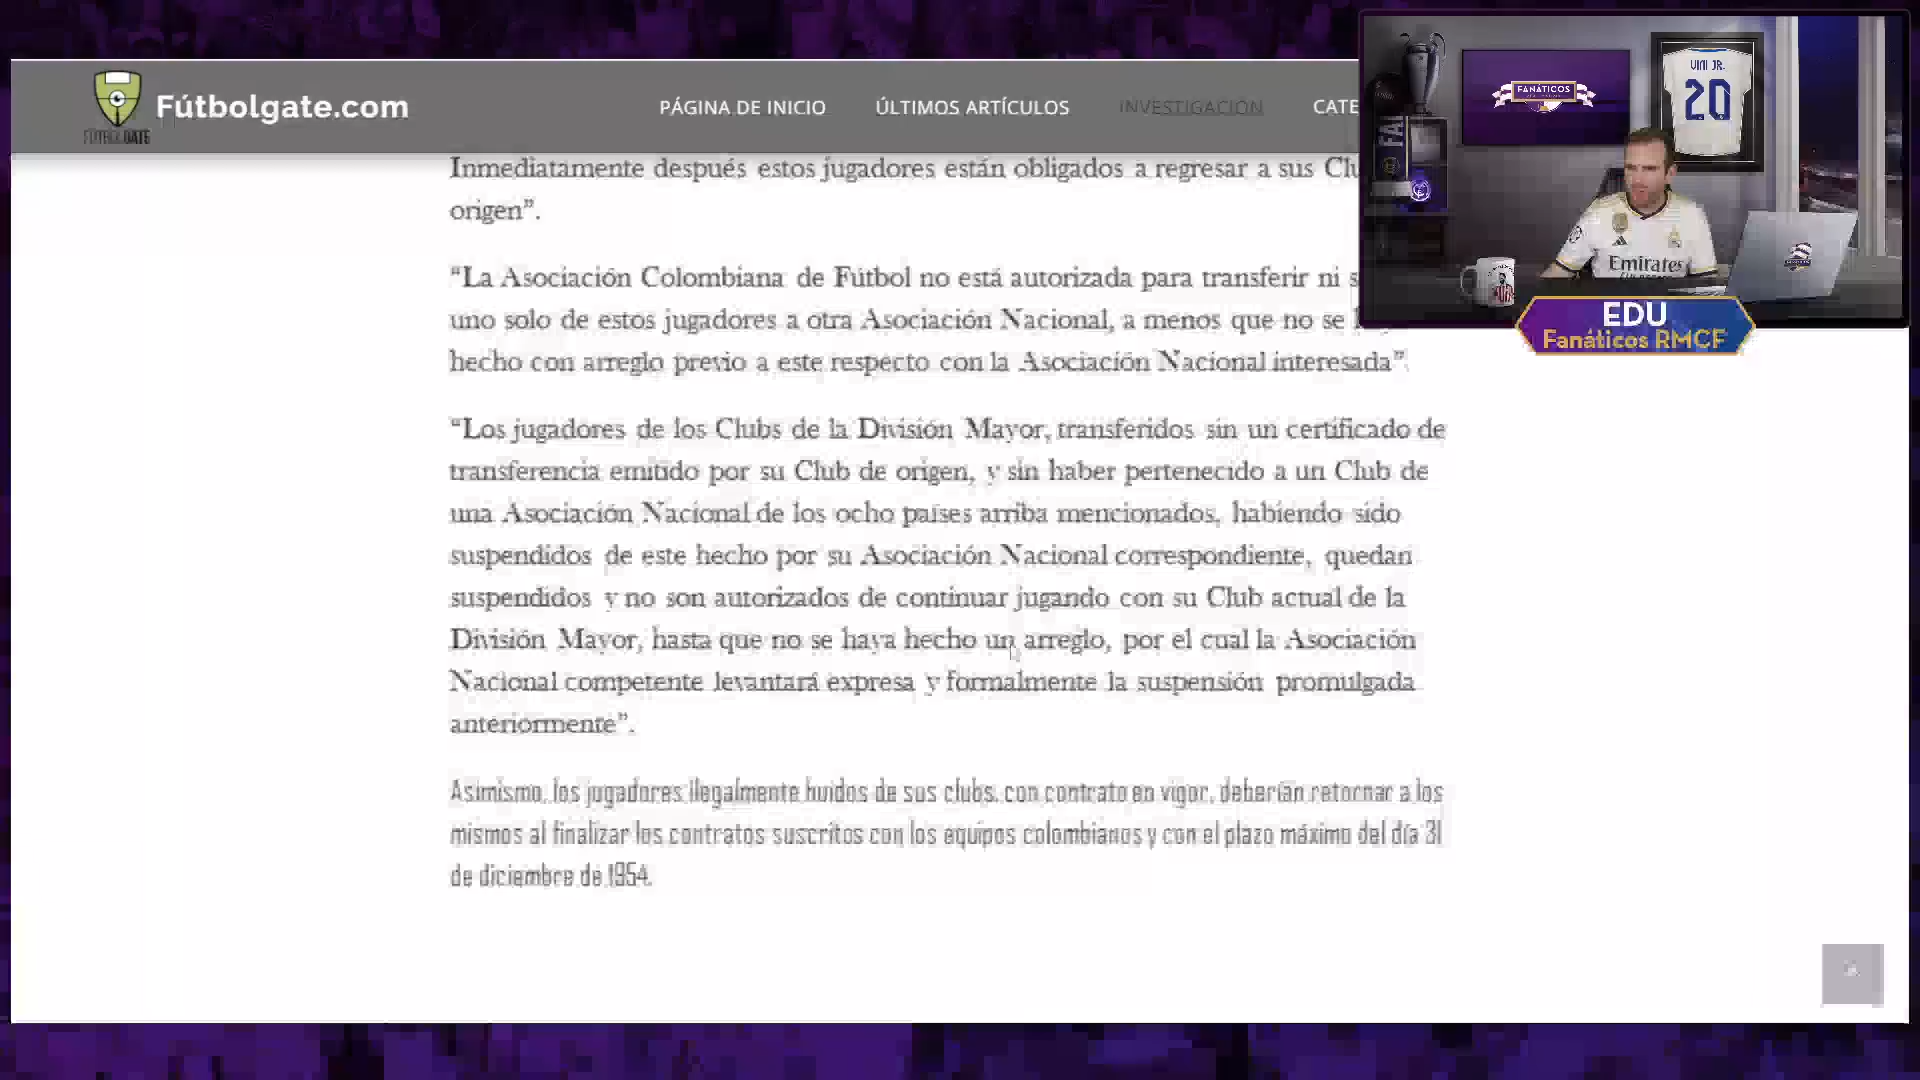 FÚTBOLGATE
Fútbolgate.com
PÁGINA DE INICIO
ÚLTIMOS ARTÍCULOS
INVESTIGACIÓN
CATE
Inmediatamente después estos jugadores están obligados a regresar a sus Clu
origen”.
“La Asociación Colombiana de Fútbol no está autorizada para transferir ni s
uno solo de estos jugadores a otra Asociación Nacional, a menos que no se
hecho con arreglo previo a este respecto con la Asociación Nacional interesada”.
“Los jugadores de los Clubs de la División Mayor, transferidos sin un certificado de
transferencia emitido por su Club de origen, y sin haber pertenecido a un Club de
una Asociación Nacional de los ocho países arriba mencionados, habiendo sido
suspendidos de este hecho por su Asociación Nacional correspondiente, quedan
suspendidos y no son autorizados de continuar jugando con su Club actual de la
División Mayor, hasta que no se haya hecho un arreglo, por el cual la Asociación
Nacional competente levantará expresa y formalmente la suspensión promulgada
anteriormente”.
Asimismo, los jugadores ilegalmente huidos de sus clubs, con contrato en vigor, deberían retornar a los
mismos al finalizar los contratos suscritos con los equipos colombianos y con el plazo máximo del día 31
de diciembre de 1954.
FANÁTICOS
VINI JR.
20
FA
Emirates
EDU
Fanáticos RMCF